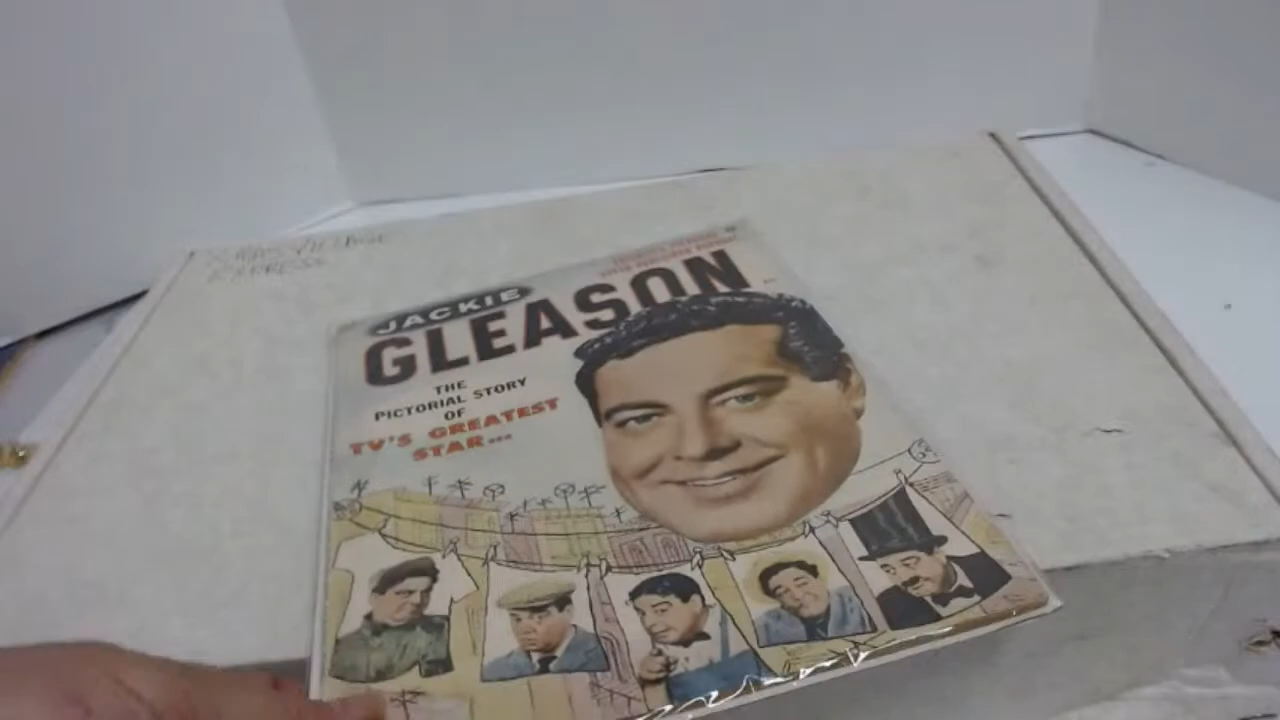 JACKIE
GLEASON
THE
PICTORIAL STORY
OF
TV'S GREATEST
STAR...